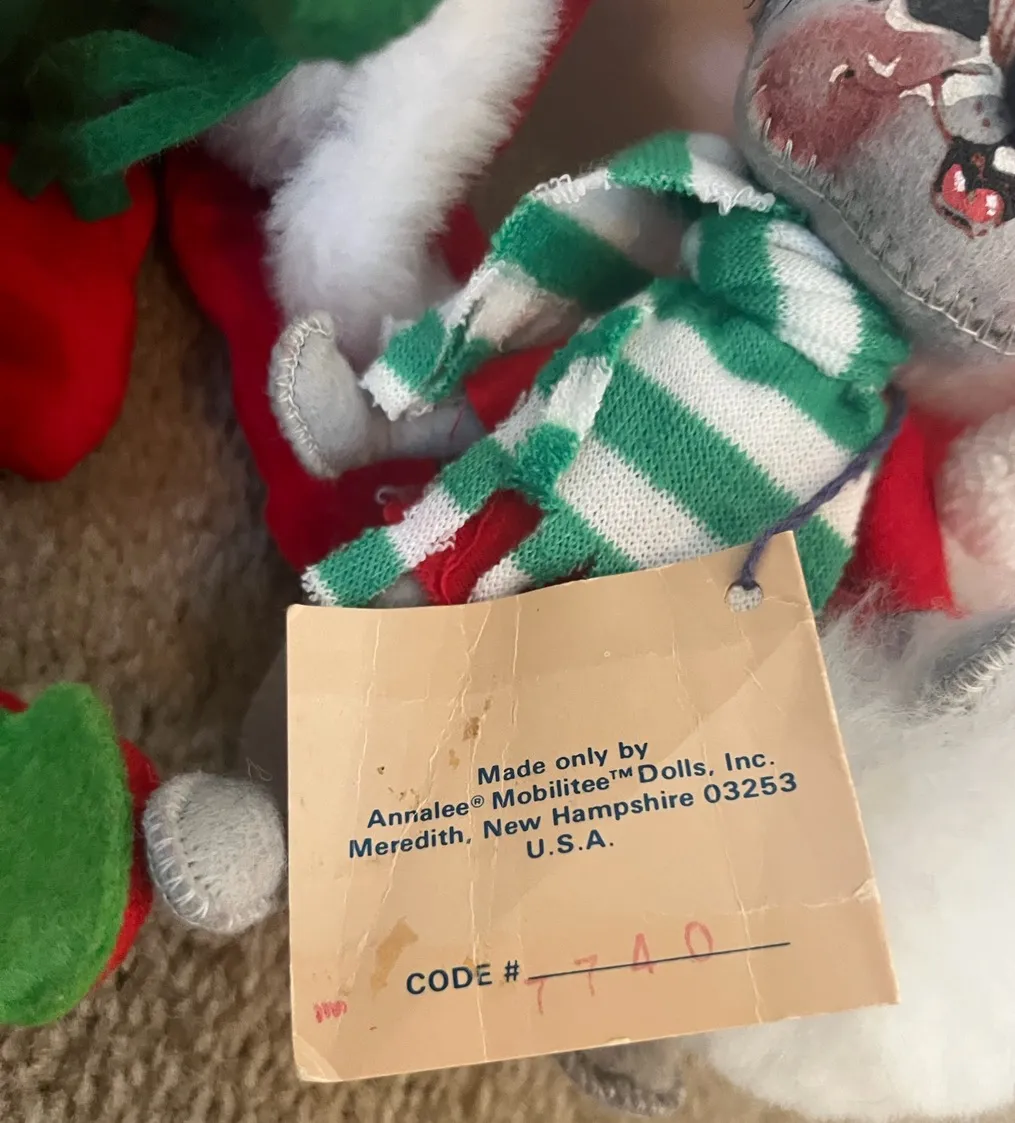 Made only by
Annalee® Mobilitee™ Dolls, Inc.
Meredith, New Hampshire 03253
U.S.A.
CODE # 7740